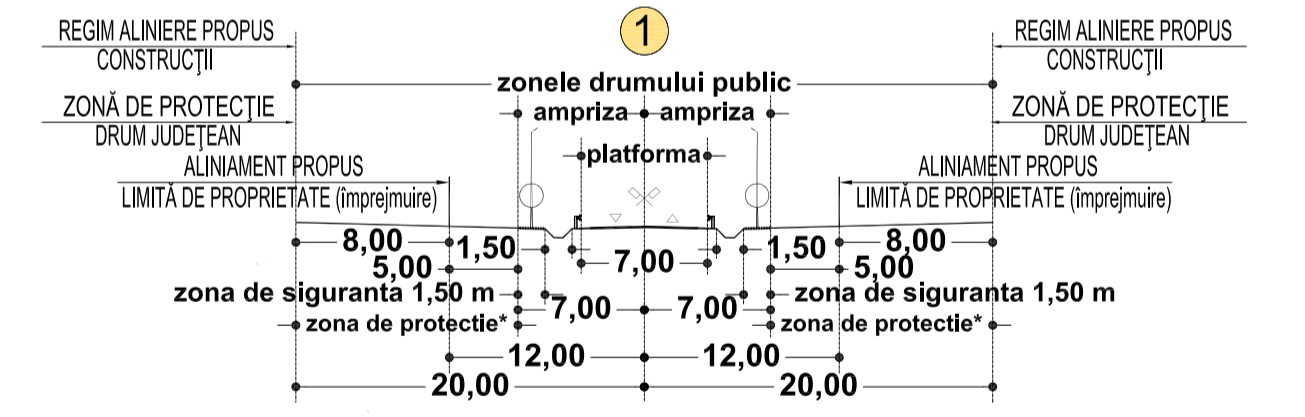 REGIM ALINIERE PROPUS
CONSTRUCŢII
1
REGIM ALINIERE PROPUS
CONSTRUCŢII
zonele drumului public
ZONĂ DE PROTECŢIE
DRUM JUDEŢEAN
ampriza ampriza
ZONĂ DE PROTECŢIE
DRUM JUDEŢEAN
platforma
ALINIAMENT PROPUS
LIMITĂ DE PROPRIETATE (împrejmuire)
ALINIAMENT PROPUS
LIMITĂ DE PROPRIETATE (împrejmuire)
8,00 1,50 7,00 1,50 8,00
5,00 5,00
zona de siguranta 1,50 m zona de siguranta 1,50 m
7,00 7,00
zona de protectie* zona de protectie*
12,00 12,00
20,00 20,00